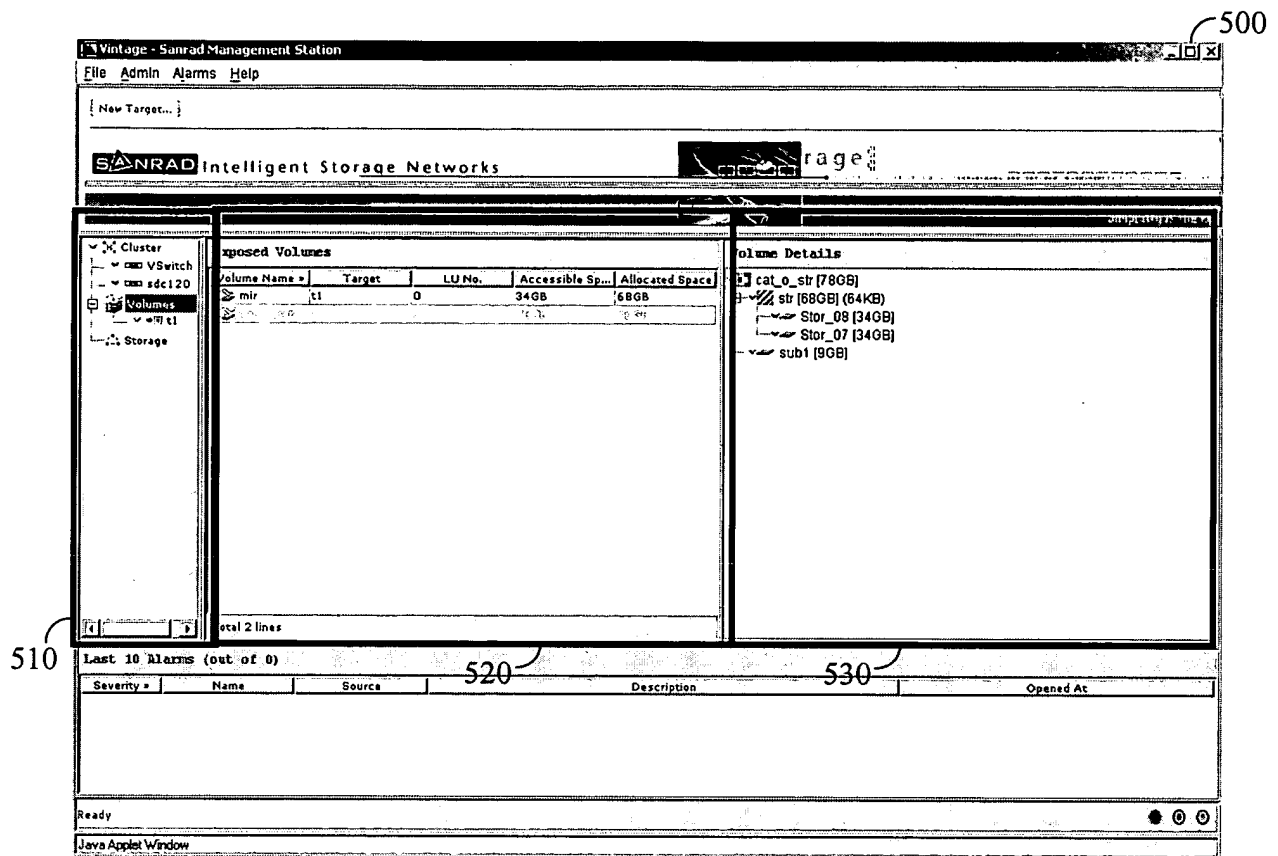 500
Vintage - Sanrad Management Station
File Admin Alarms Help
New Target...
SANRAD Intelligent Storage Networks
rage
Cluster
VSwitch
sdc120
Volumes
t1
Storage
xposed Volumes
Volume Name Target LU No. Accessible Sp... Allocated Space
mir t1 0 34GB 68GB
otal 2 lines
Volume Details
cat_o_str [78GB]
str [68GB] (64KB)
Stor_08 [34GB]
Stor_07 [34GB]
sub1 [9GB]
510
520
530
Last 10 Alarms (out of 0)
Severity Name Source Description Opened At
Ready
Java Applet Window